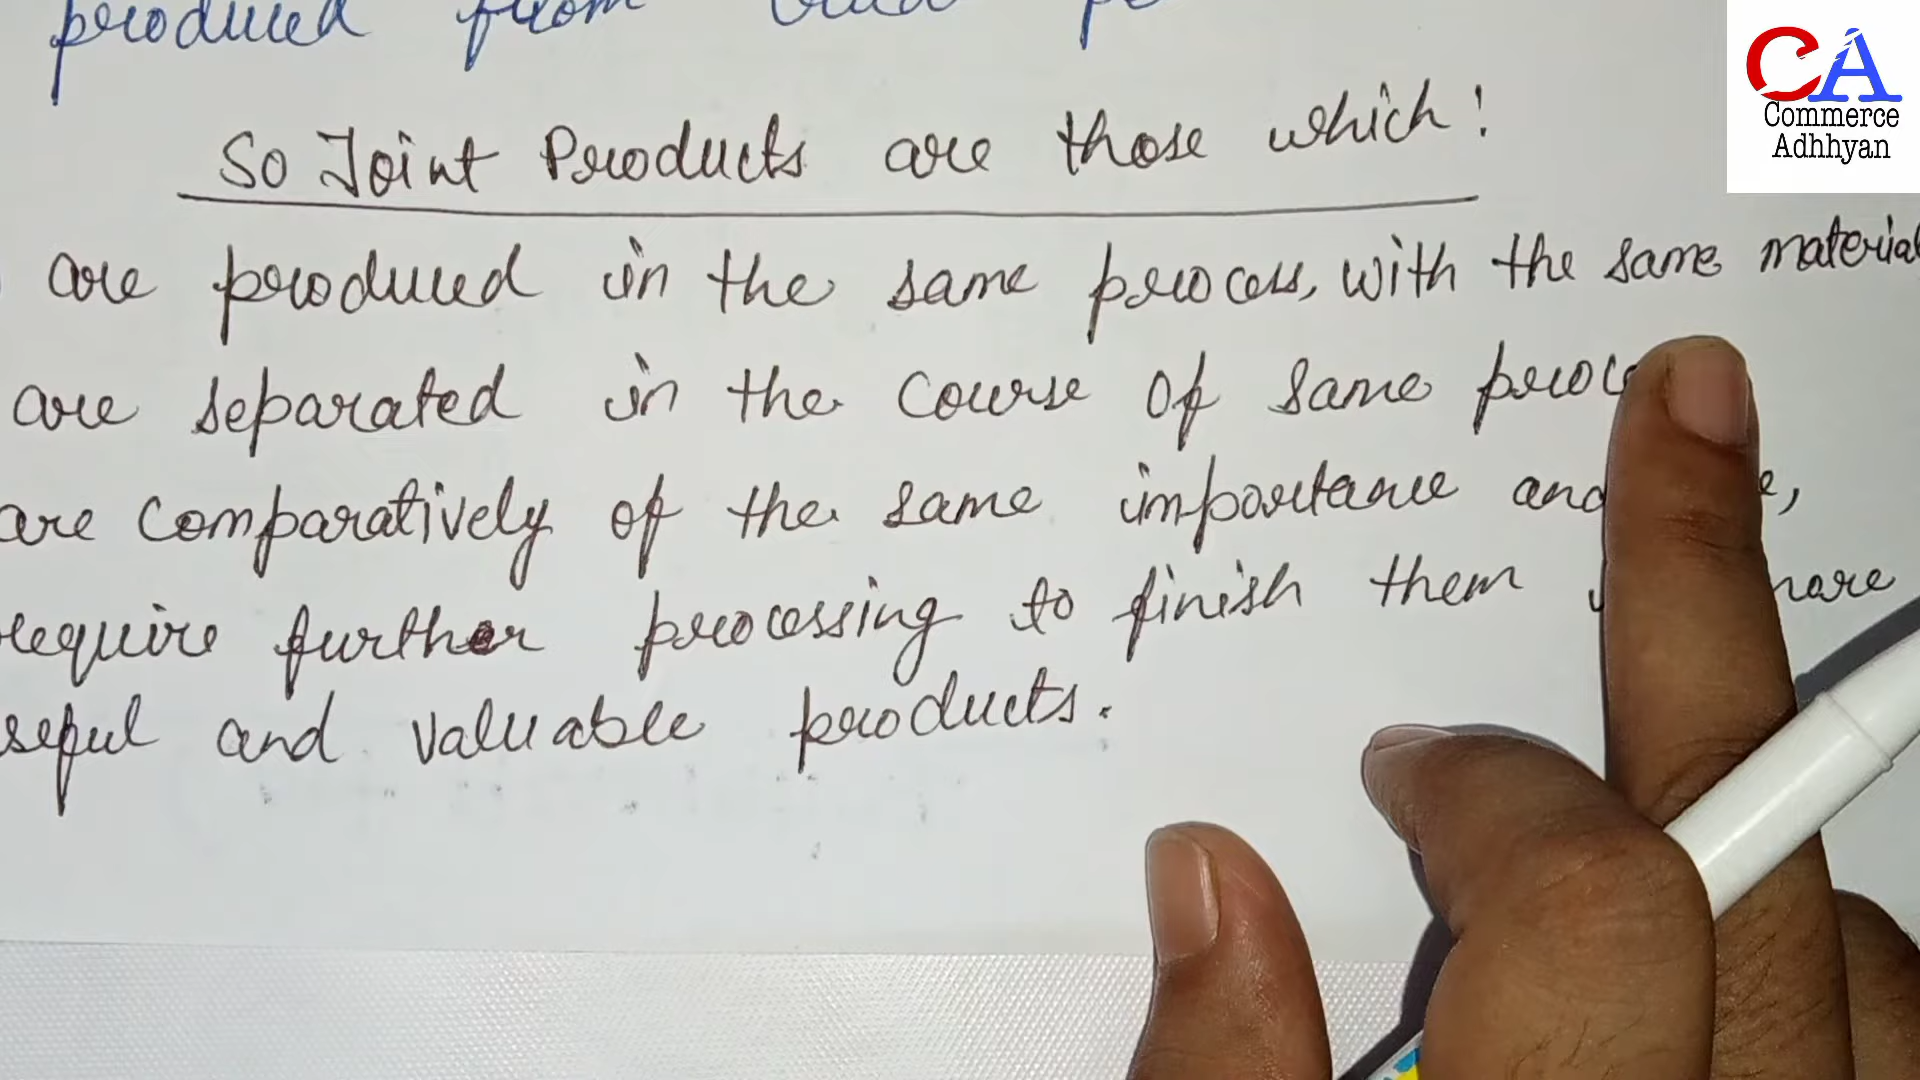 produced from
So Joint Products are those which:
are produced in the same process, with the same material
are separated in the course of same
are comparatively of the same importance and
require further processing to finish them
and valuable products.
CA
Commerce
Adhhyan